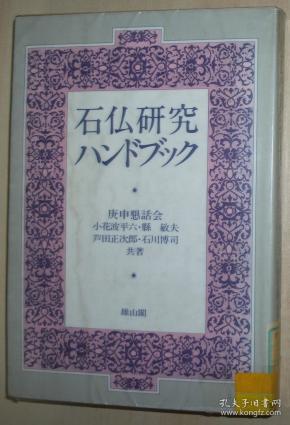 石仏研究
ハンドブック
庚申懇話会
小花波平六・縣 敏夫
芦田正次郎・石川博司
共著
雄山閣
孔夫子旧书网
www.kongfz.com